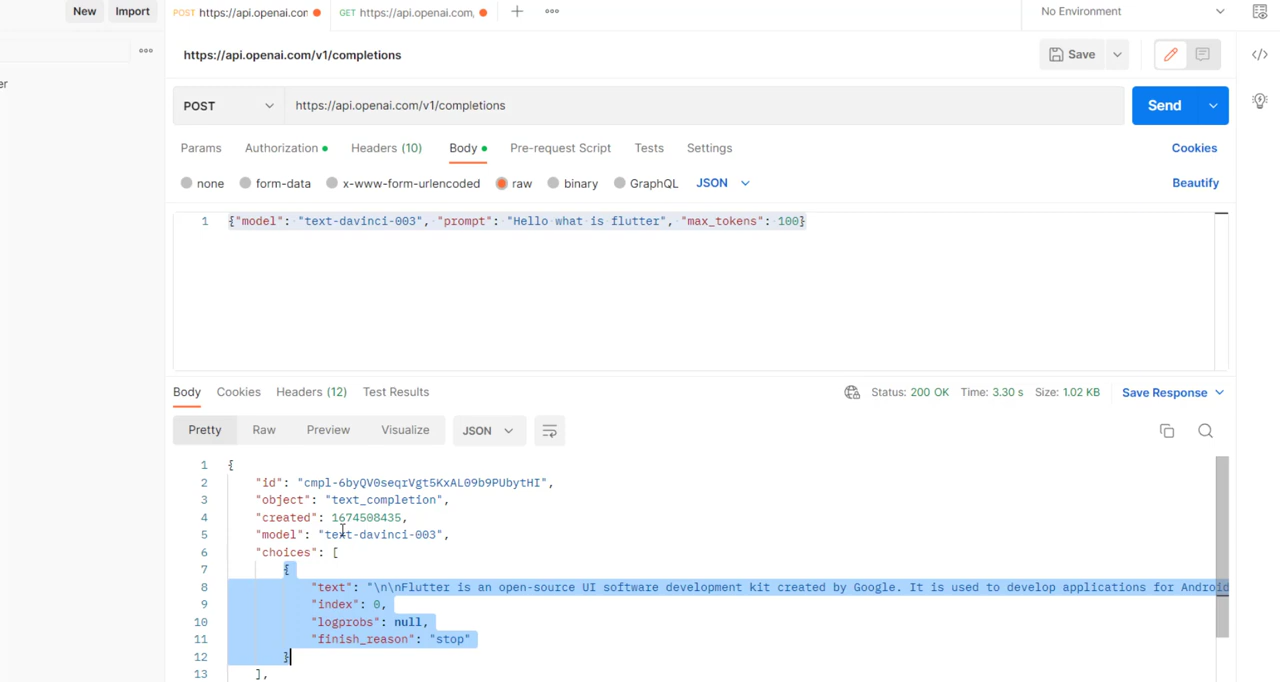 New Import POST https://api.openai.con GET https://api.openai.com, + No Environment
https://api.openai.com/v1/completions Save
er
POST https://api.openai.com/v1/completions Send
Params Authorization Headers (10) Body Pre-request Script Tests Settings Cookies
none form-data x-www-form-urlencoded raw binary GraphQL JSON Beautify
1 {"model": "text-davinci-003", "prompt": "Hello what is flutter", "max_tokens": 100}
Body Cookies Headers (12) Test Results Status: 200 OK Time: 3.30 s Size: 1.02 KB Save Response
Pretty Raw Preview Visualize JSON
1 {
2 "id": "cmpl-6byQV0seqrVgt5KxAL09b9PUbytHI",
3 "object": "text_completion",
4 "created": 1674508435,
5 "model": "text-davinci-003",
6 "choices": [
7 {
8 "text": "\n\nFlutter is an open-source UI software development kit created by Google. It is used to develop applications for Android
9 "index": 0,
10 "logprobs": null,
11 "finish_reason": "stop"
12 }
13 ],